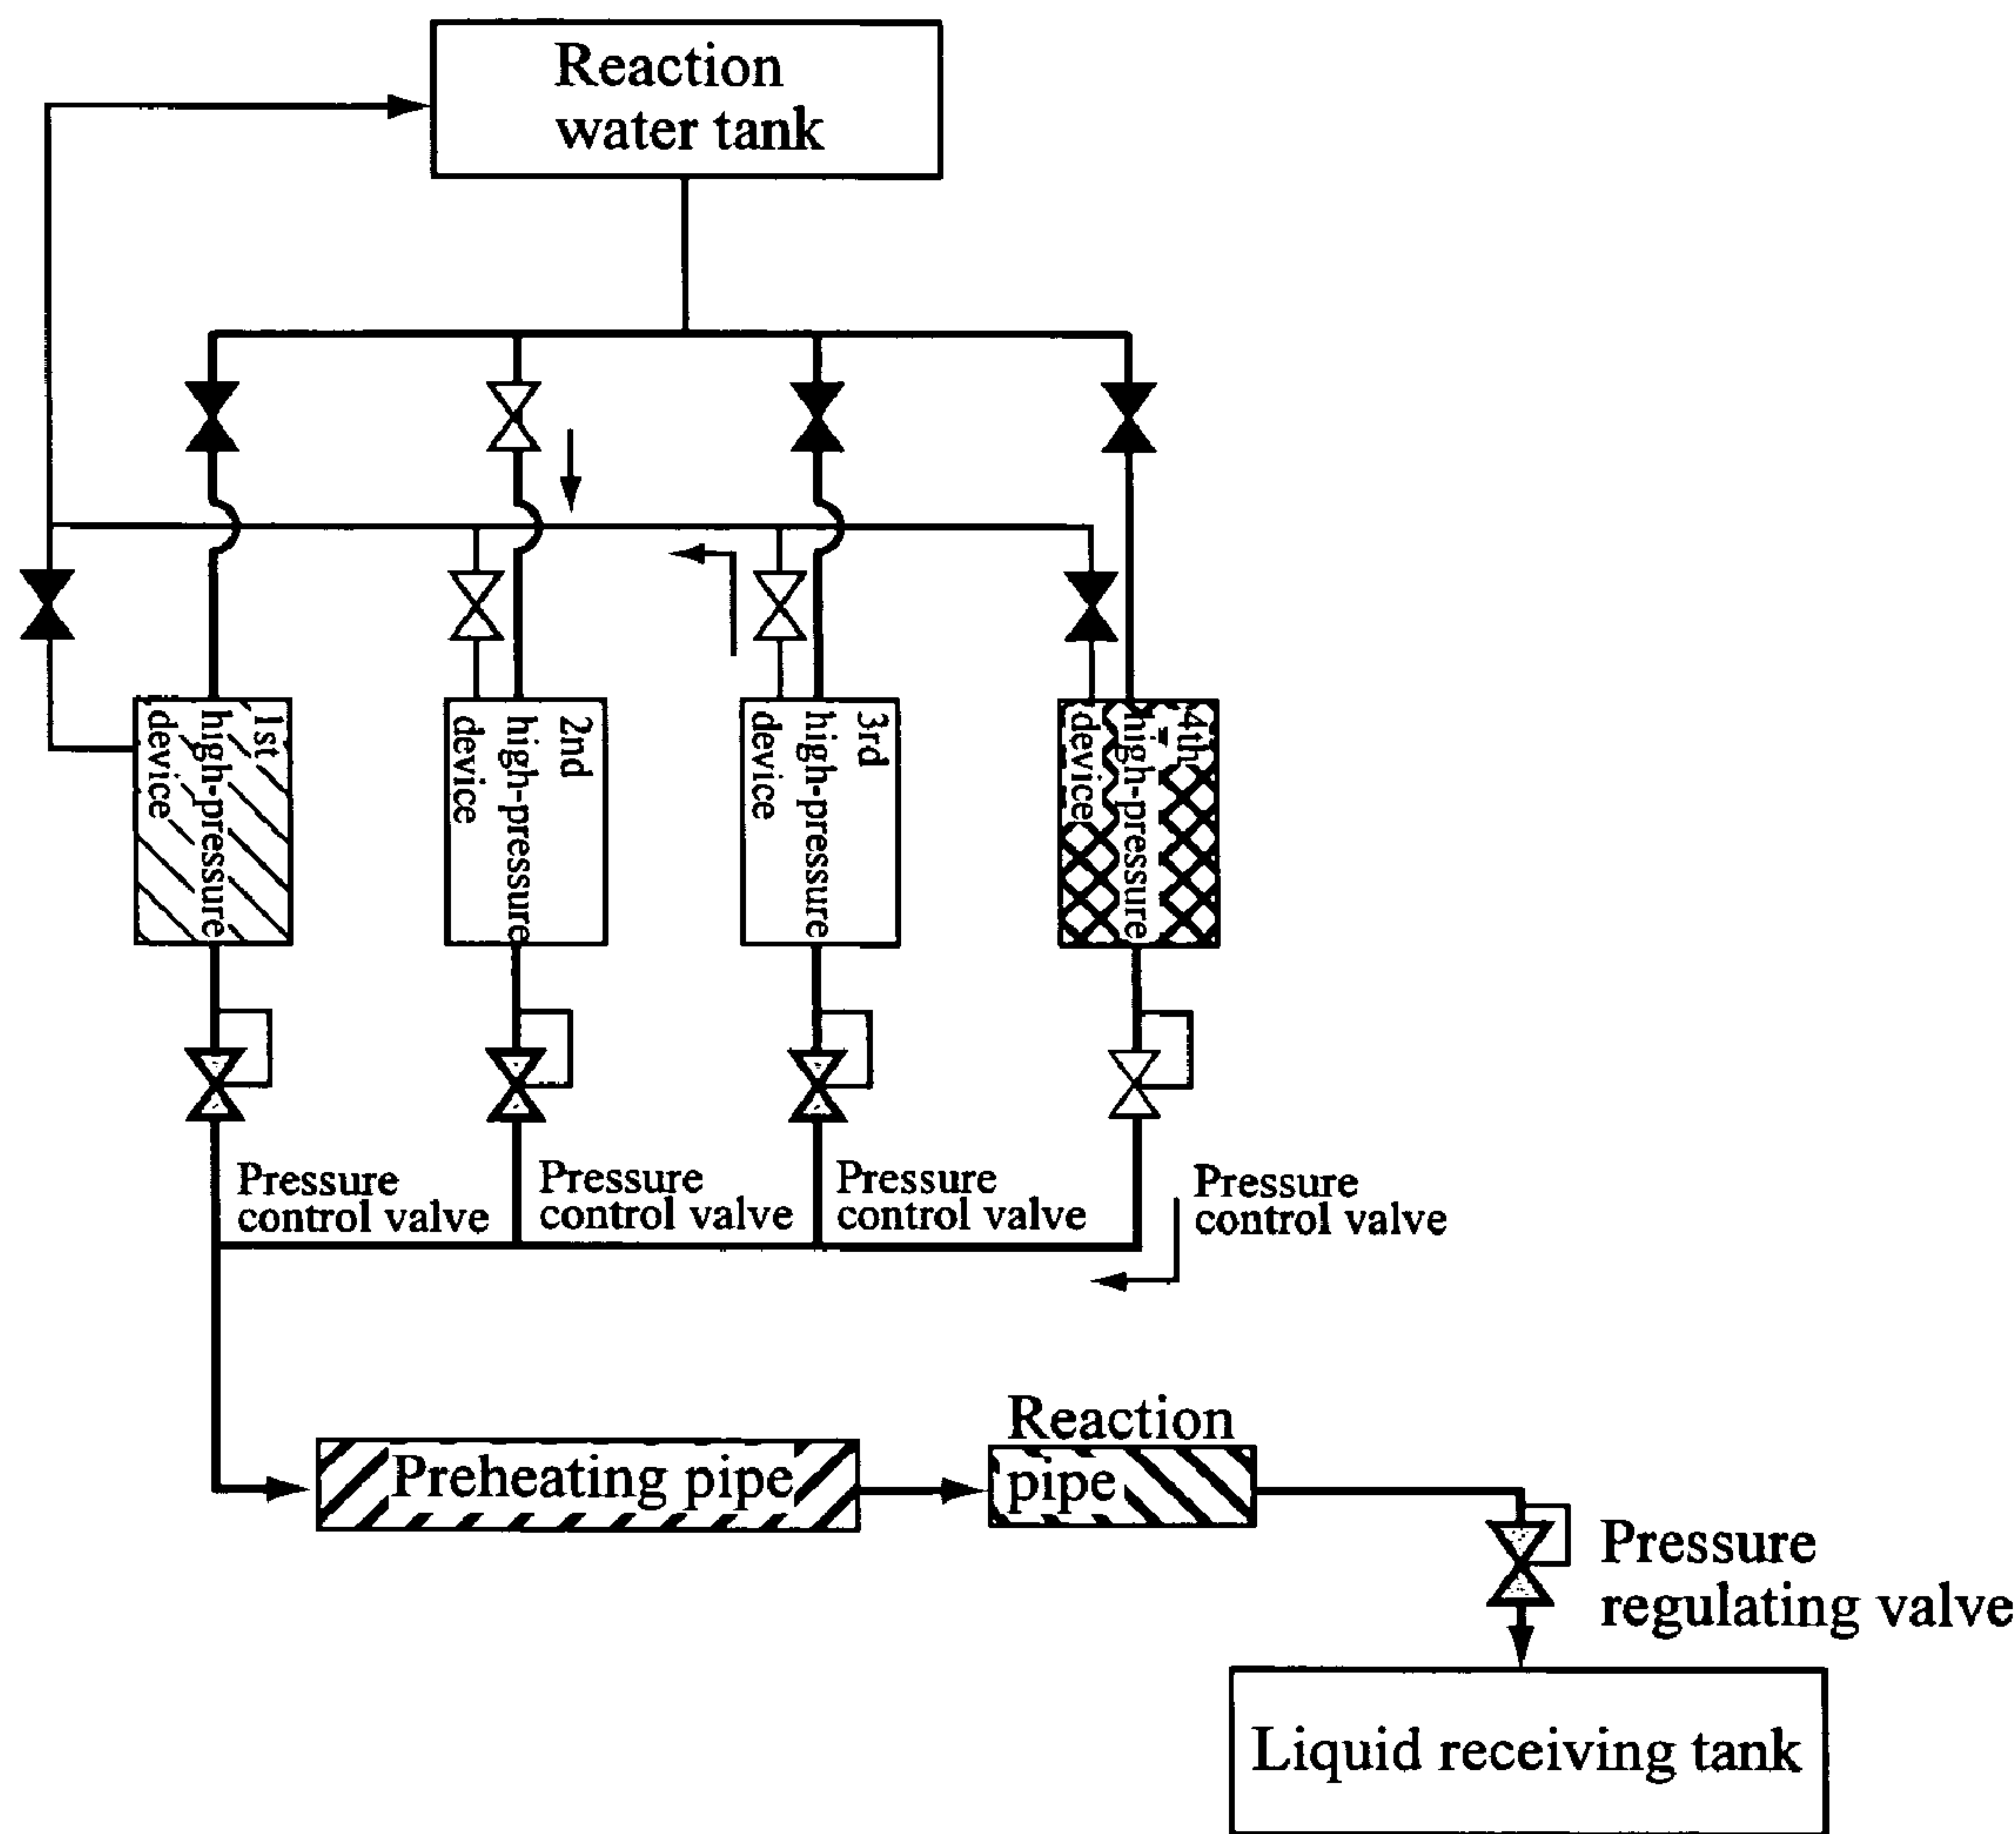 Reaction
water tank
1st
high-pressure
device
2nd
high-pressure
device
3rd
high-pressure
device
4th
high-pressure
device
Pressure
control valve
Pressure
control valve
Pressure
control valve
Pressure
control valve
Preheating pipe
Reaction
pipe
Pressure
regulating valve
Liquid receiving tank